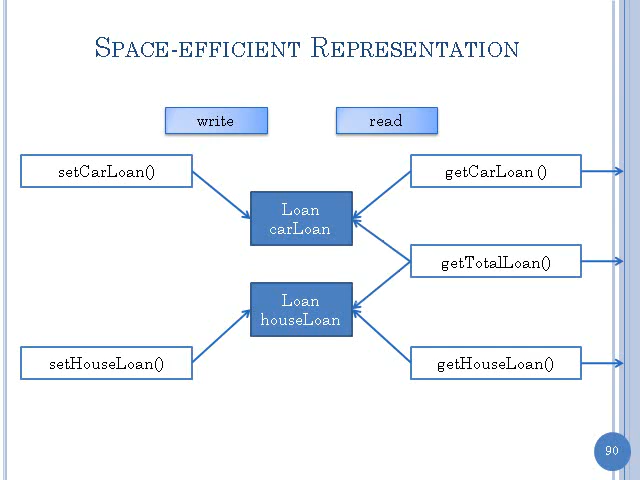 SPACE-EFFICIENT REPRESENTATION
write
read
setCarLoan()
getCarLoan ()
Loan
carLoan
getTotalLoan()
Loan
houseLoan
setHouseLoan()
getHouseLoan()
90